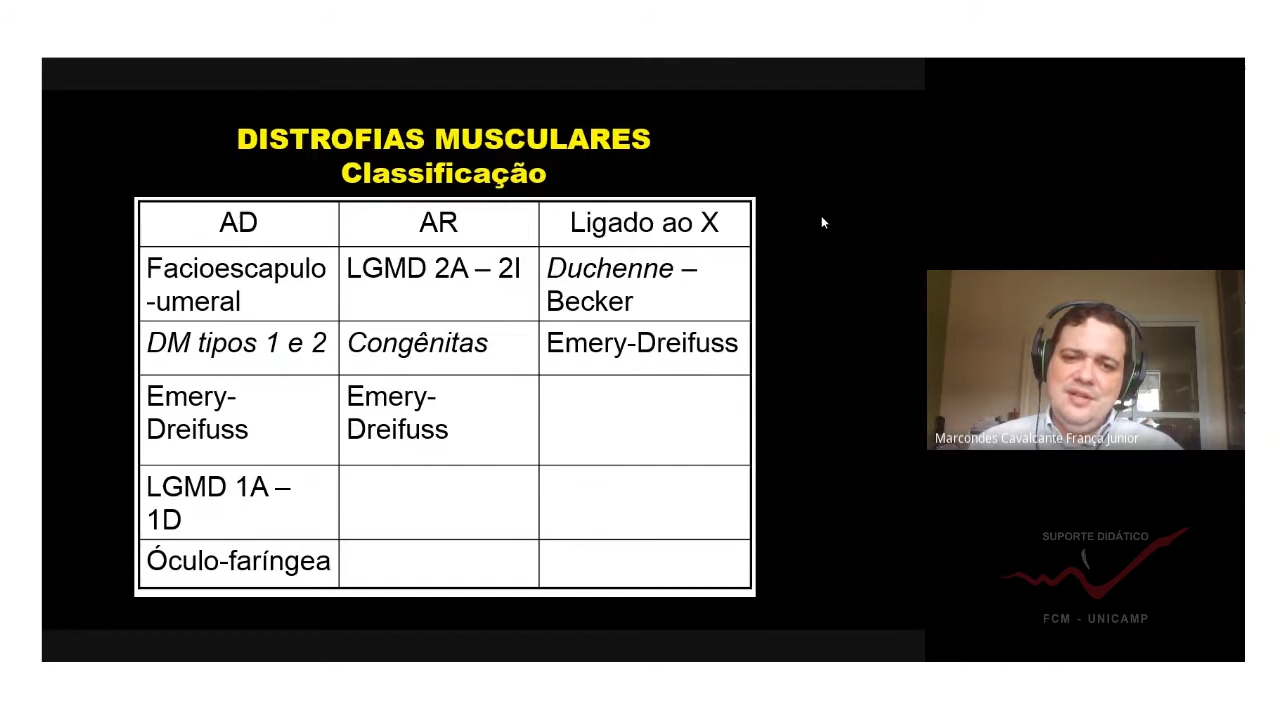 DISTROFIAS MUSCULARES
Classificação
AD AR Ligado ao X
Facioescapulo
-umeral
LGMD 2A – 2I
Duchenne –
Becker
DM tipos 1 e 2
Congênitas
Emery-Dreifuss
Emery-
Dreifuss
Emery-
Dreifuss
LGMD 1A –
1D
Óculo-faríngea
Marcondes Cavalcante França Junior
SUPORTE DIDÁTICO
FCM - UNICAMP